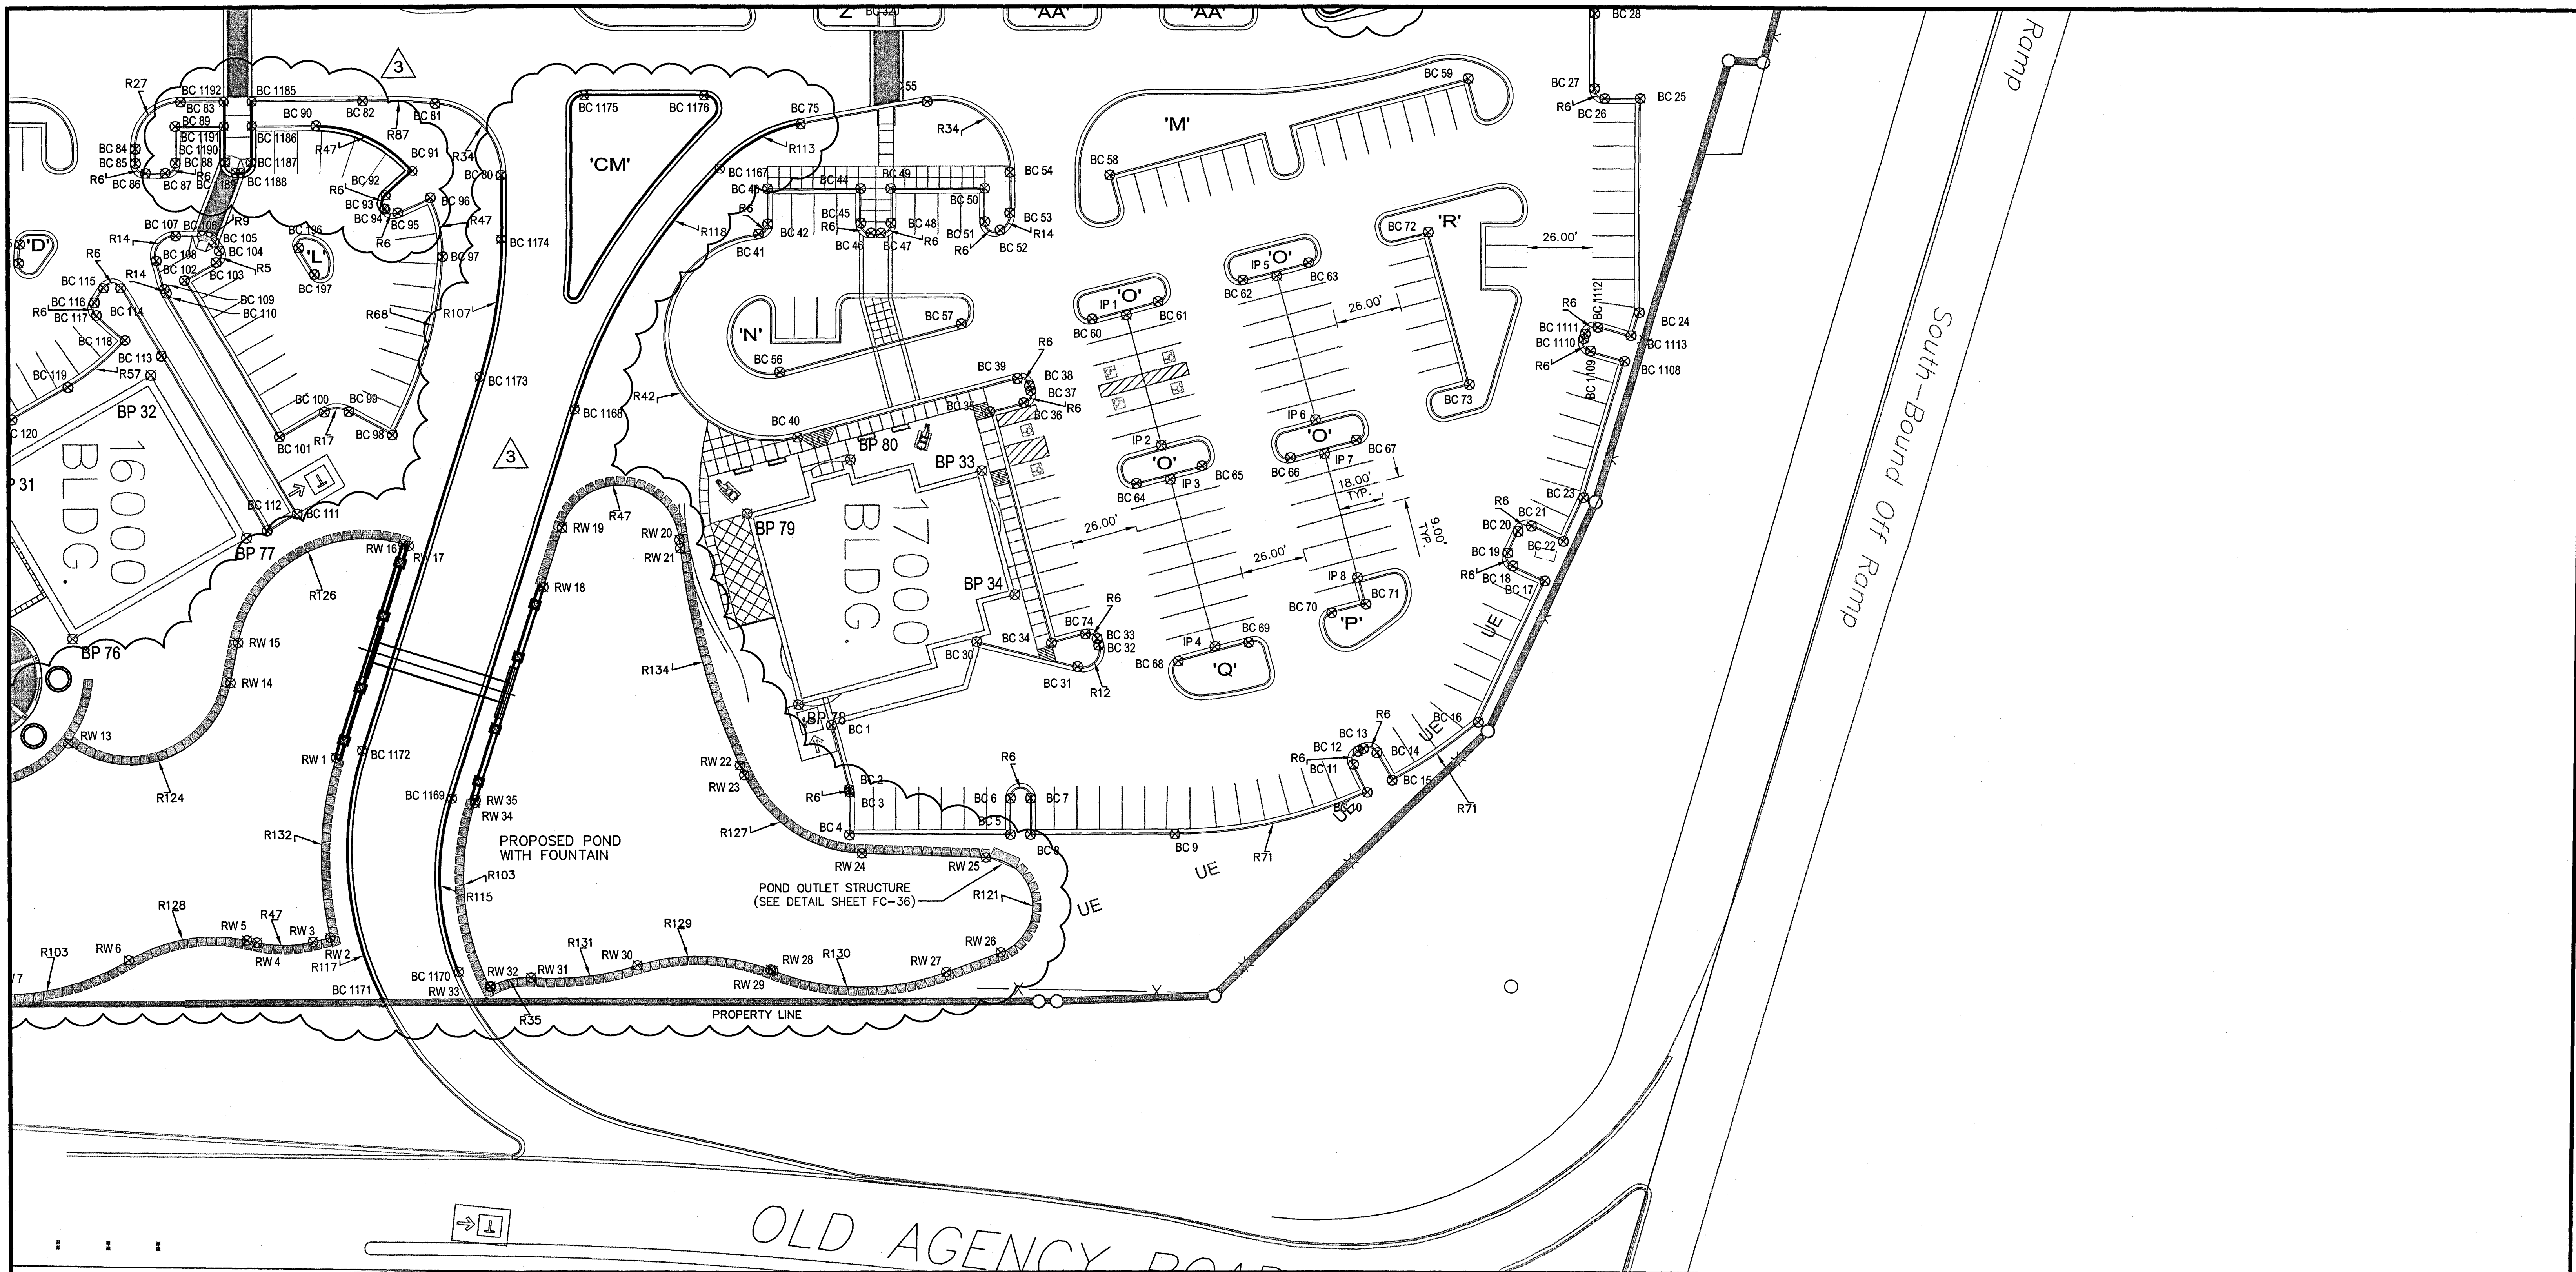 'Z'
BC 320
'AA'
'AA'
BC 28
Ramp
3
R27
BC 1192
BC 1185
BC 83
BC 82
BC 81
R87
BC 1175
BC 1176
BC 75
55
BC 59
BC 27
R6
BC 26
BC 25
BC 89
BC 90
BC 1191
BC 1186
R47
R34
R113
R34
'M'
BC 84
BC 85
BC 1190
BC 88
BC 1187
BC 91
R6
BC 86
BC 87
R6
BC 1189
BC 1188
BC 92
BC 80
'CM'
BC 1167
BC 44
BC 49
BC 54
BC 58
R6
BC 93
BC 94
BC 96
BC 50
BC 95
R47
R6
R9
R6
BC 45
BC 48
BC 53
BC 107
BC 106
BC 105
BC 196
R14
BC 104
BC 1174
R118
BC 41
BC 42
R6
BC 46
BC 47
R6
BC 51
R6
BC 52
R14
BC 72
'R'
26.00'
'D'
BC 108
BC 102
BC 103
R5
'L'
BC 197
BC 97
IP 5
'O'
BC 63
BC 62
R6
BC 115
R14
BC 109
BC 110
BC 116
R6
BC 117
BC 114
R68
R107
IP 1
'O'
BC 60
BC 61
26.00'
R6
BC 1112
BC 24
BC 1111
BC 1110
BC 1113
R6
BC 1109
BC 1108
'N'
BC 57
BC 56
BC 118
BC 113
BC 119
R57
BC 1173
BC 39
R6
BC 38
BC 37
R6
BC 36
BC 35
R42
BC 73
BP 32
BC 100
BC 99
R17
BC 98
BC 101
BC 1168
BC 40
IP 6
'O'
BC 66
IP 7
BC 67
120
BP 80
BP 33
IP 2
'O'
BC 64
BC 65
IP 3
16000
BLDG.
3
18.00'
TYP.
9.00'
TYP.
31
R47
BP 79
17000
BLDG.
BC 23
BC 112
BC 111
RW 19
RW 20
RW 21
26.00'
26.00'
R6
BC 20
BC 21
BC 22
BC 19
R6
BC 18
BC 17
BP 77
RW 16
RW 17
R126
RW 18
BP 34
IP 8
BC 70
BC 71
'P'
UE
RW 15
BP 76
RW 14
R134
BC 34
BC 74
R6
BC 33
BC 32
BC 30
BC 31
R12
IP 4
BC 69
BC 68
'Q'
South-Bound Off Ramp
BP 78
BC 1
RW 13
RW 1
BC 1172
R124
RW 22
RW 23
R6
BC 2
BC 3
R6
BC 6
BC 7
BC 16
UE
R6
BC 13
BC 12
R6
BC 11
BC 14
BC 15
BC 10
UE
R71
BC 1169
RW 35
RW 34
R132
PROPOSED POND
WITH FOUNTAIN
R127
BC 4
BC 5
BC 8
BC 9
R71
UE
RW 24
RW 25
R103
R115
POND OUTLET STRUCTURE
(SEE DETAIL SHEET FC-36)
R121
UE
R128
R47
RW 5
RW 4
RW 3
RW 2
R117
RW 6
R103
7
R131
RW 30
R129
RW 28
R130
RW 26
RW 27
BC 1170
RW 32
RW 31
RW 29
BC 1171
RW 33
R35
PROPERTY LINE
OLD AGENCY ROAD